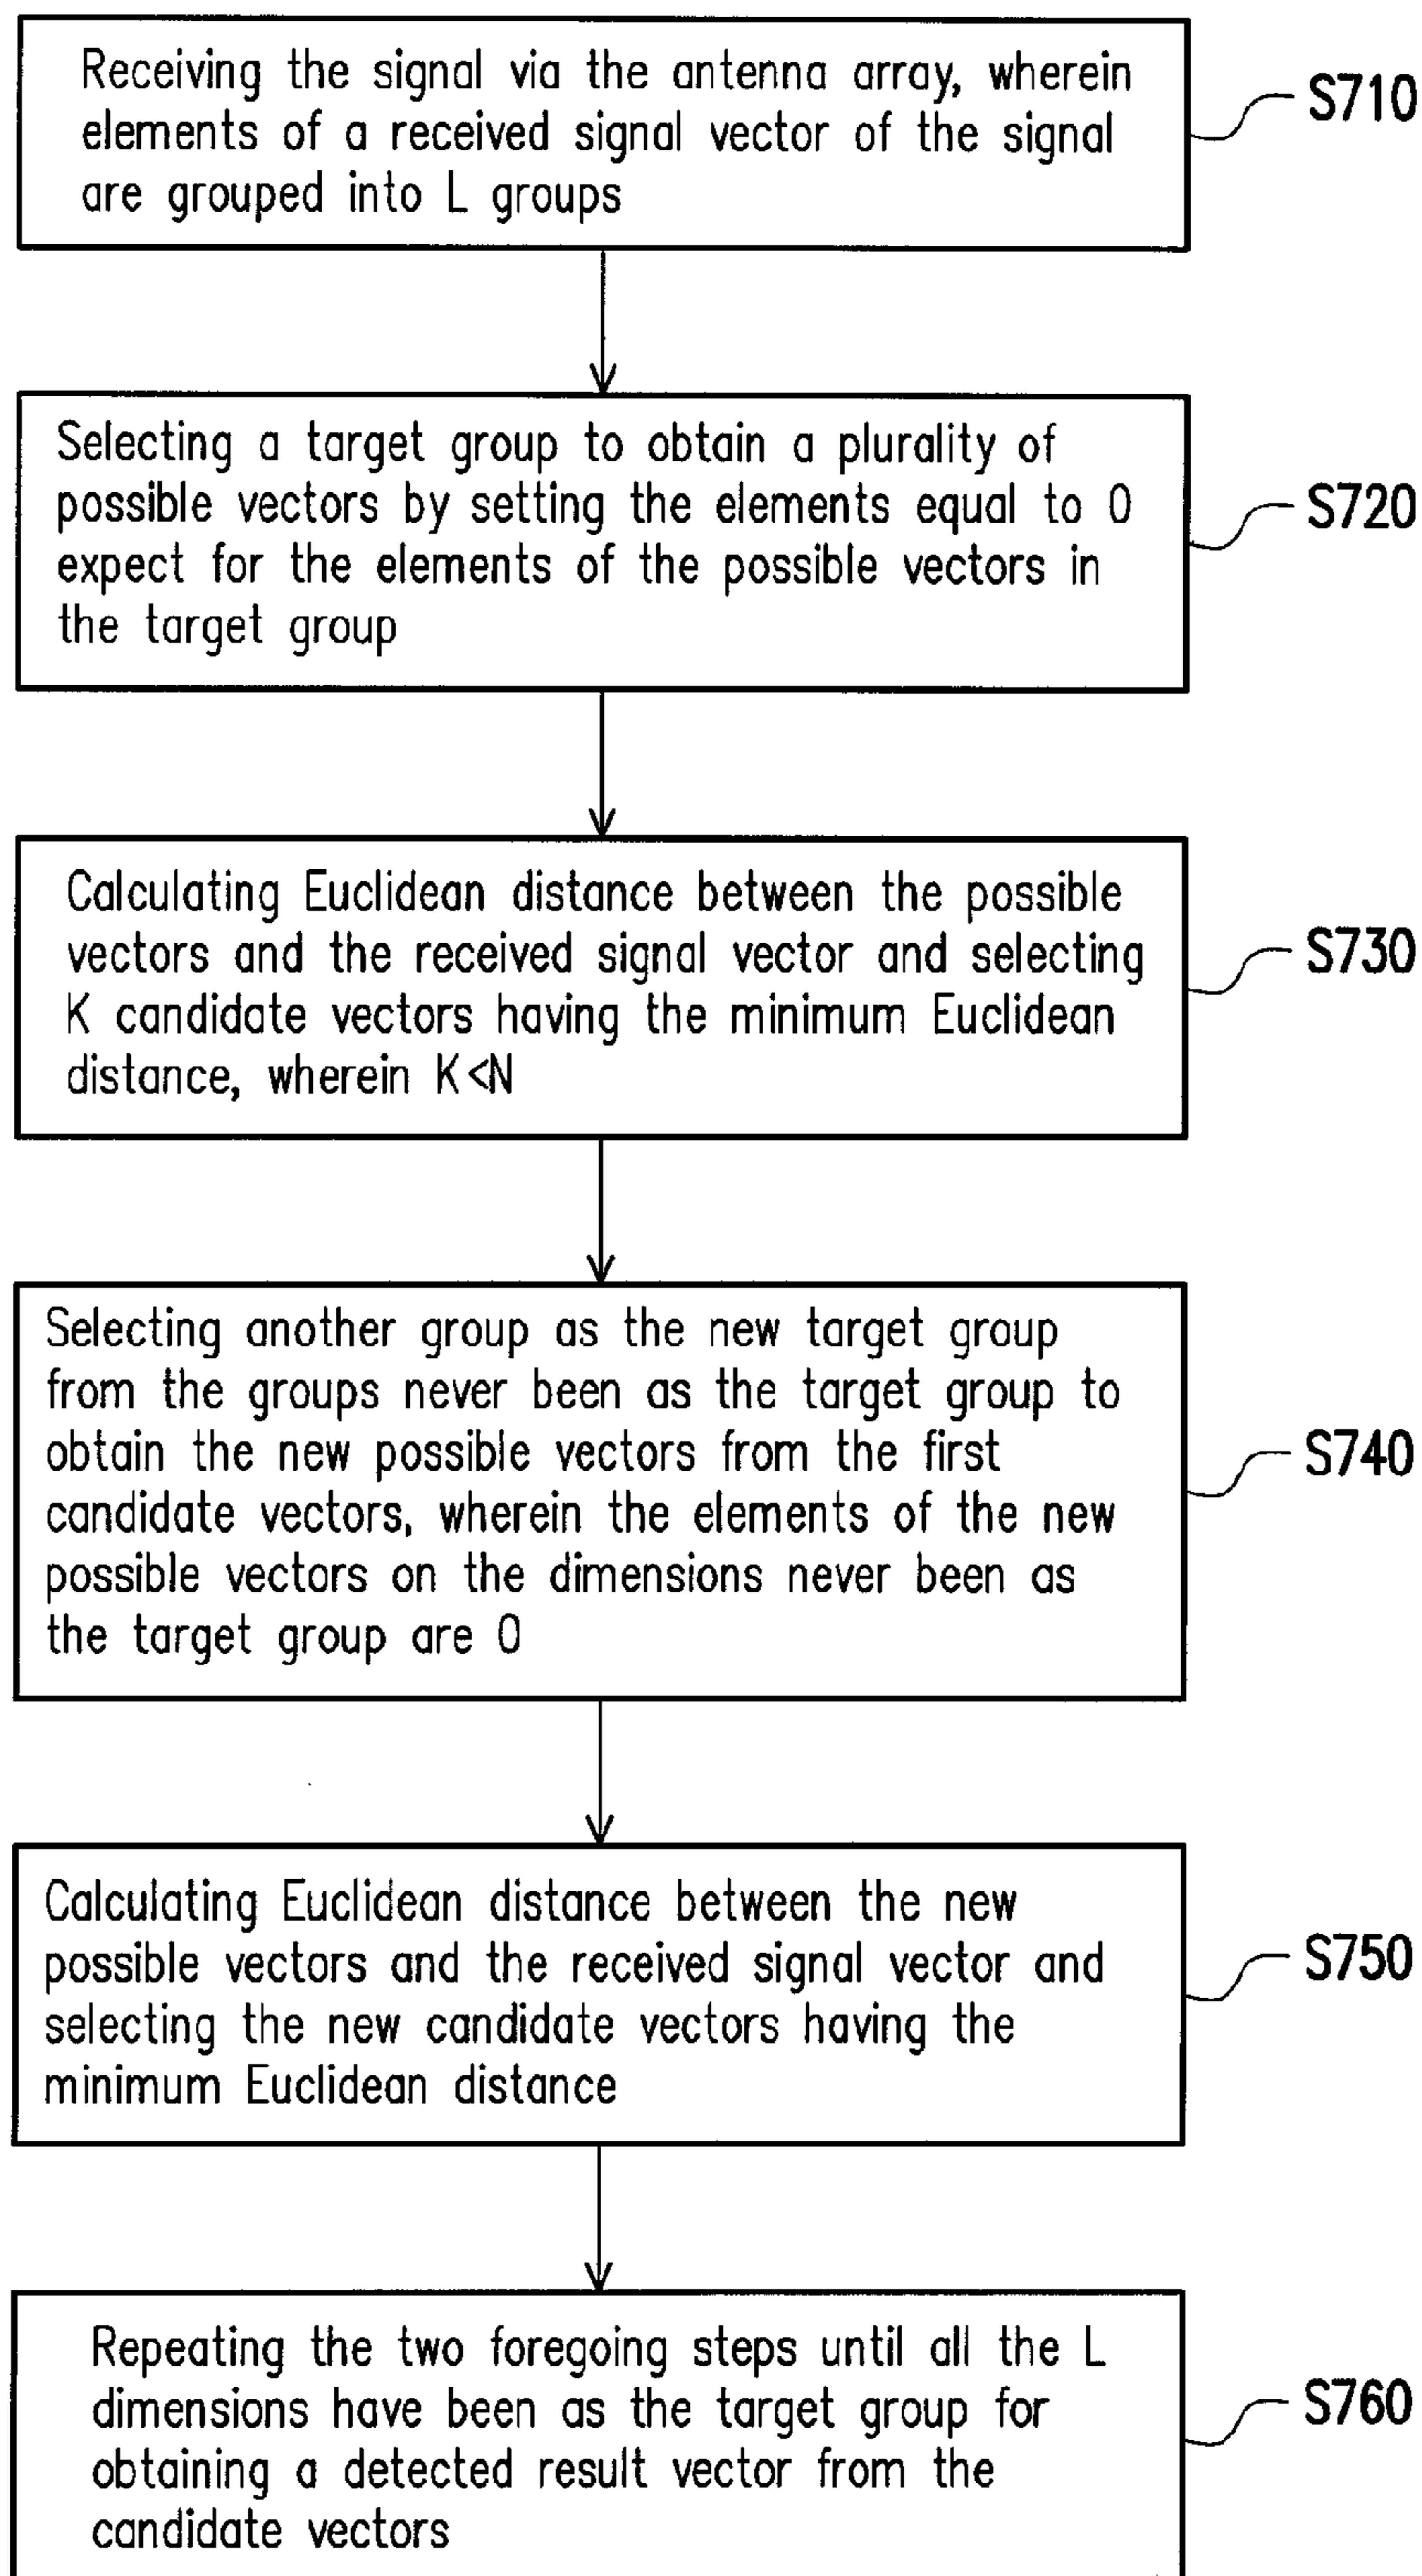 Receiving the signal via the antenna array, wherein
elements of a received signal vector of the signal
are grouped into L groups
S710
Selecting a target group to obtain a plurality of
possible vectors by setting the elements equal to 0
expect for the elements of the possible vectors in
the target group
S720
Calculating Euclidean distance between the possible
vectors and the received signal vector and selecting
K candidate vectors having the minimum Euclidean
distance, wherein K<N
S730
Selecting another group as the new target group
from the groups never been as the target group to
obtain the new possible vectors from the first
candidate vectors, wherein the elements of the new
possible vectors on the dimensions never been as
the target group are 0
S740
Calculating Euclidean distance between the new
possible vectors and the received signal vector and
selecting the new candidate vectors having the
minimum Euclidean distance
S750
Repeating the two foregoing steps until all the L
dimensions have been as the target group for
obtaining a detected result vector from the
candidate vectors
S760